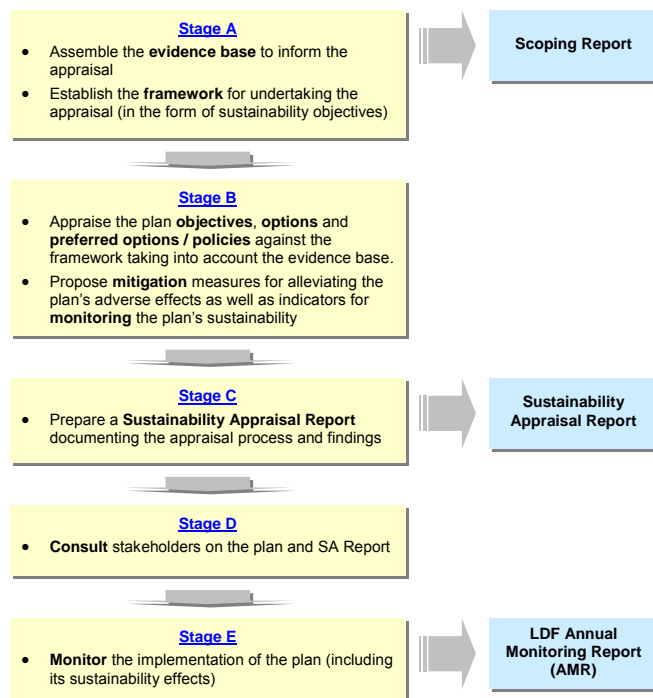 Stage A
• Assemble the evidence base to inform the
appraisal
• Establish the framework for undertaking the
appraisal (in the form of sustainability objectives)
Scoping Report
Stage B
• Appraise the plan objectives, options and
preferred options / policies against the
framework taking into account the evidence base.
• Propose mitigation measures for alleviating the
plan's adverse effects as well as indicators for
monitoring the plan's sustainability
Stage C
• Prepare a Sustainability Appraisal Report
documenting the appraisal process and findings
Sustainability
Appraisal Report
Stage D
• Consult stakeholders on the plan and SA Report
Stage E
• Monitor the implementation of the plan (including
its sustainability effects)
LDF Annual
Monitoring Report
(AMR)